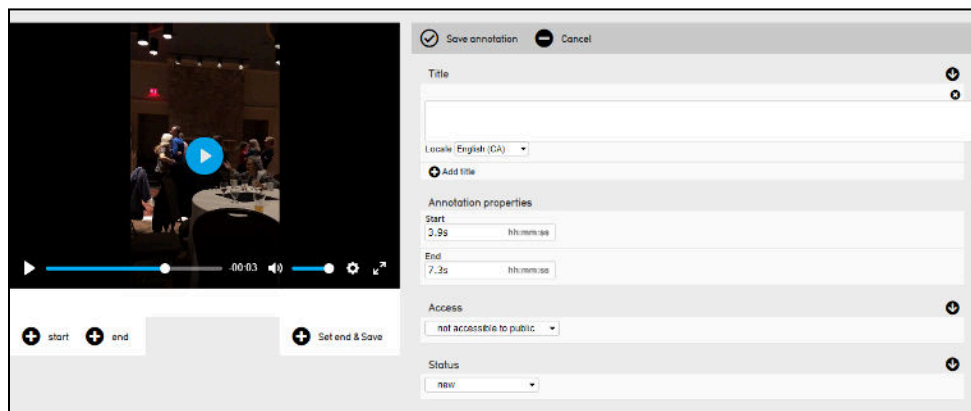 Save annotation Cancel
Title
Locale English (CA)
Add title
Annotation properties
Start
3.9s hh:mm:ss
End
7.3s hh:mm:ss
-00:03
start end Set end & Save
Access
not accessible to public
Status
new